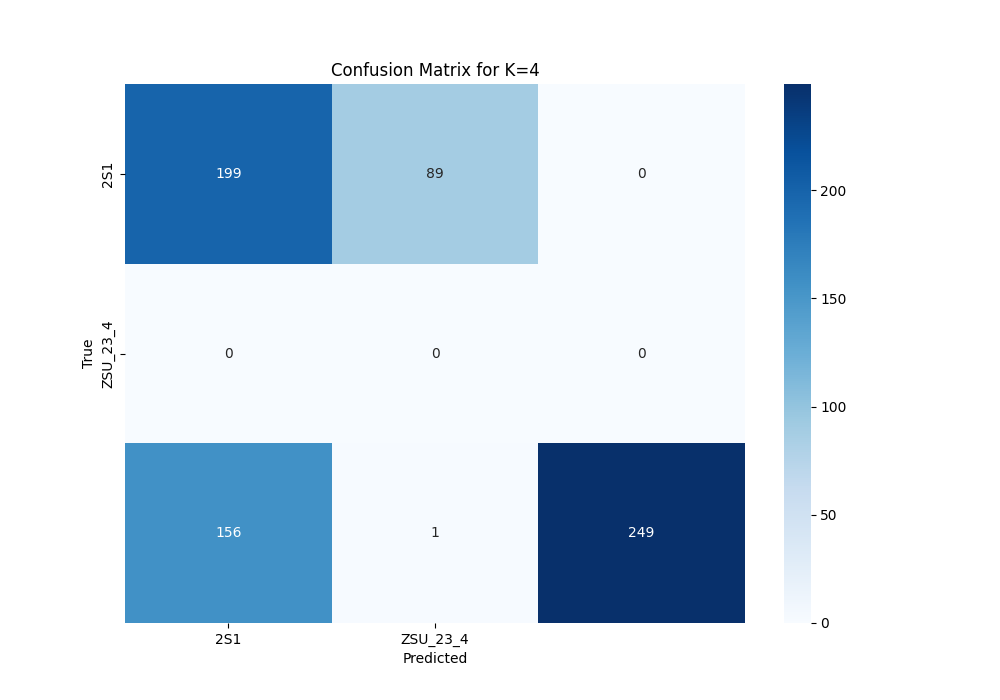 Confusion Matrix for K=4
2S1
199
89
0
200
150
True
ZSU_23_4
0
0
0
100
50
156
1
249
0
2S1
ZSU_23_4
Predicted